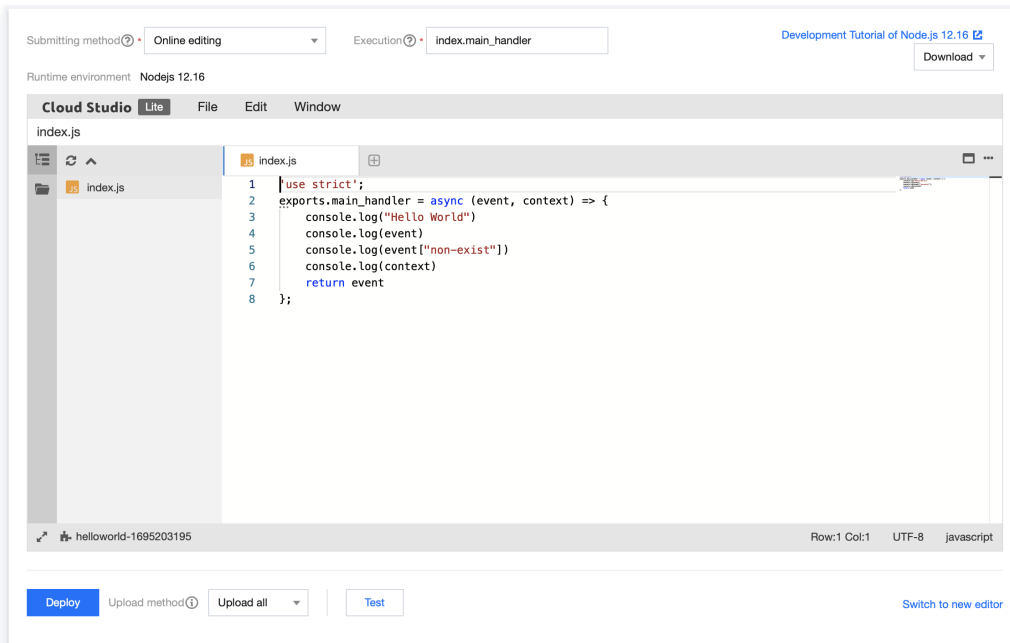 Submitting method * Online editing Execution * index.main_handler Development Tutorial of Node.js 12.16
Download
Runtime environment Nodejs 12.16
Cloud Studio Lite File Edit Window
index.js
JS index.js
JS index.js
1 'use strict';
2 exports.main_handler = async (event, context) => {
3 console.log("Hello World")
4 console.log(event)
5 console.log(event["non-exist"])
6 console.log(context)
7 return event
8 };
helloworld-1695203195 Row:1 Col:1 UTF-8 javascript
Deploy Upload method Upload all Test Switch to new editor